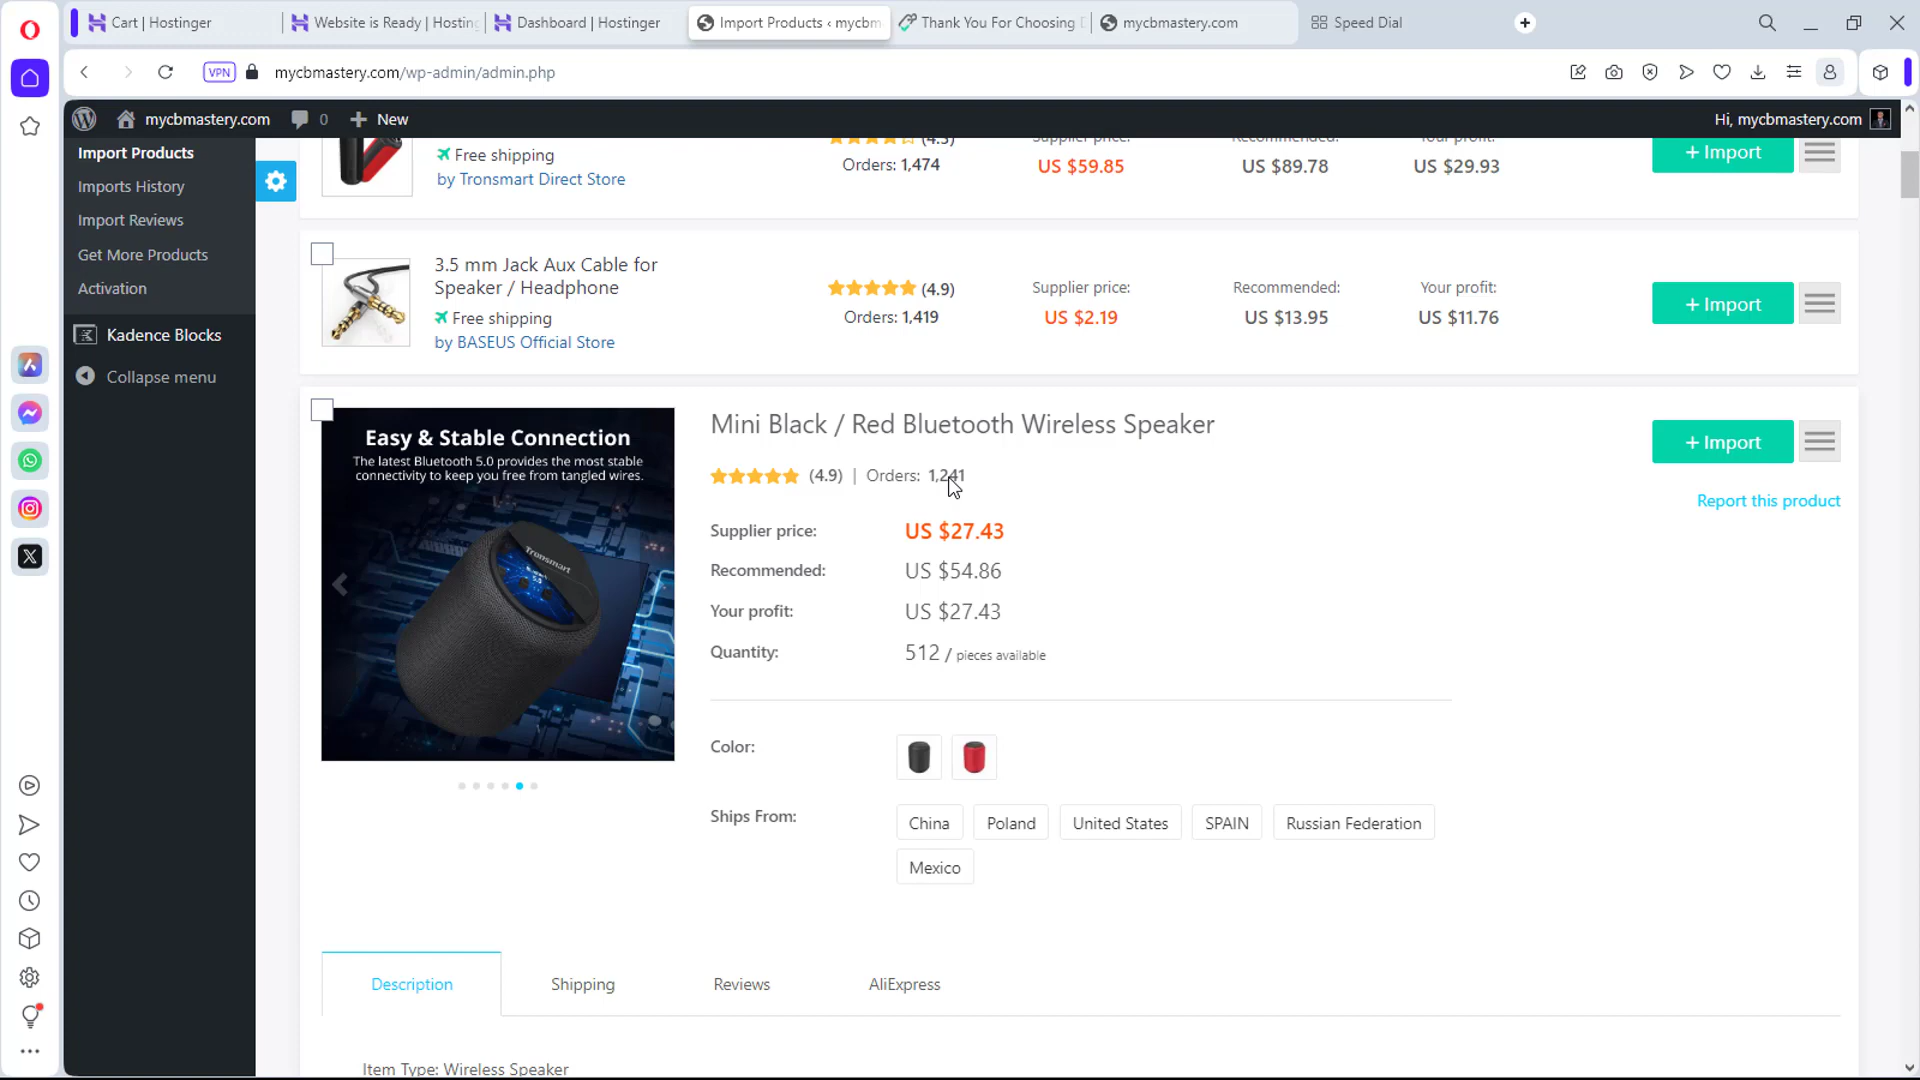 Cart | Hostinger
Website is Ready | Hosting
Dashboard | Hostinger
Import Products ‹ mycbm
Thank You For Choosing D
mycbmastery.com
Speed Dial
VPN
mycbmastery.com/wp-admin/admin.php
mycbmastery.com
0
New
Hi, mycbmastery.com
Import Products
Imports History
Import Reviews
Get More Products
Activation
Kadence Blocks
Collapse menu
Free shipping
by Tronsmart Direct Store
(4.3)
Orders: 1,474
Supplier price:
US $59.85
Recommended:
US $89.78
Your profit:
US $29.93
+ Import
3.5 mm Jack Aux Cable for
Speaker / Headphone
Free shipping
by BASEUS Official Store
(4.9)
Orders: 1,419
Supplier price:
US $2.19
Recommended:
US $13.95
Your profit:
US $11.76
+ Import
Easy & Stable Connection
The latest Bluetooth 5.0 provides the most stable
connectivity to keep you free from tangled wires.
Tronsmart
Mini Black / Red Bluetooth Wireless Speaker
(4.9) | Orders: 1,241
Supplier price: US $27.43
Recommended: US $54.86
Your profit: US $27.43
Quantity: 512 / pieces available
+ Import
Report this product
Color:
Ships From:
China
Poland
United States
SPAIN
Russian Federation
Mexico
Description
Shipping
Reviews
AliExpress
Item Type: Wireless Speaker